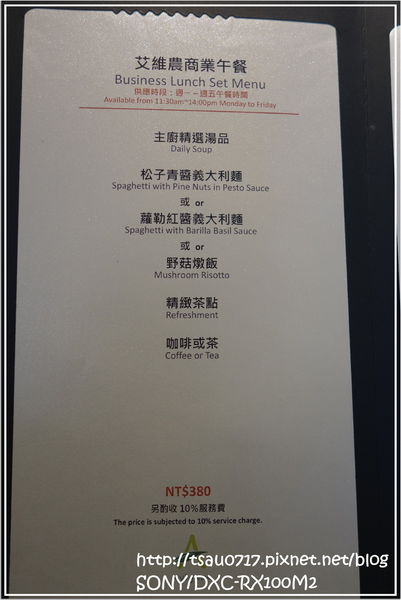 艾維農商業午餐
Business Lunch Set Menu
供應時段：週一～週五午餐時間
Available from 11:30am~14:00pm Monday to Friday
主廚精選湯品
Daily Soup
松子青醬義大利麵
Spaghetti with Pine Nuts in Pesto Sauce
或 or
蘿勒紅醬義大利麵
Spaghetti with Barilla Basil Sauce
或 or
野菇燉飯
Mushroom Risotto
精緻茶點
Refreshment
咖啡或茶
Coffee or Tea
NT$380
另酌收 10%服務費
The price is subjected to 10% service charge.
http://tsau0717.pixnet.net/blog
SONY/DXC-RX100M2